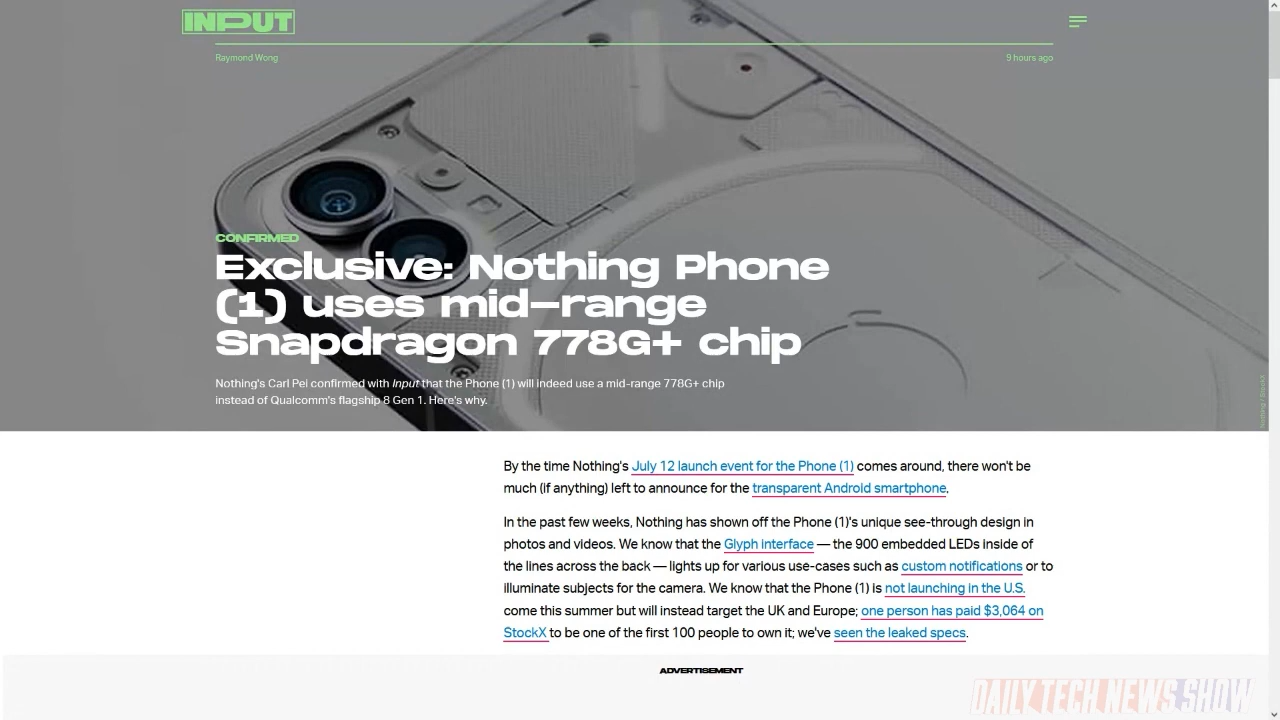 INPUT
Raymond Wong
9 hours ago
CONFIRMED
Exclusive: Nothing Phone
(1) uses mid-range
Snapdragon 778G+ chip
Nothing's Carl Pei confirmed with Input that the Phone (1) will indeed use a mid-range 778G+ chip
instead of Qualcomm's flagship 8 Gen 1. Here's why.
Nothing / StockX
By the time Nothing's July 12 launch event for the Phone (1) comes around, there won't be
much (if anything) left to announce for the transparent Android smartphone.
In the past few weeks, Nothing has shown off the Phone (1)'s unique see-through design in
photos and videos. We know that the Glyph interface — the 900 embedded LEDs inside of
the lines across the back — lights up for various use-cases such as custom notifications or to
illuminate subjects for the camera. We know that the Phone (1) is not launching in the U.S.
come this summer but will instead target the UK and Europe; one person has paid $3,064 on
StockX to be one of the first 100 people to own it; we've seen the leaked specs.
ADVERTISEMENT
DAILY TECH NEWS SHOW